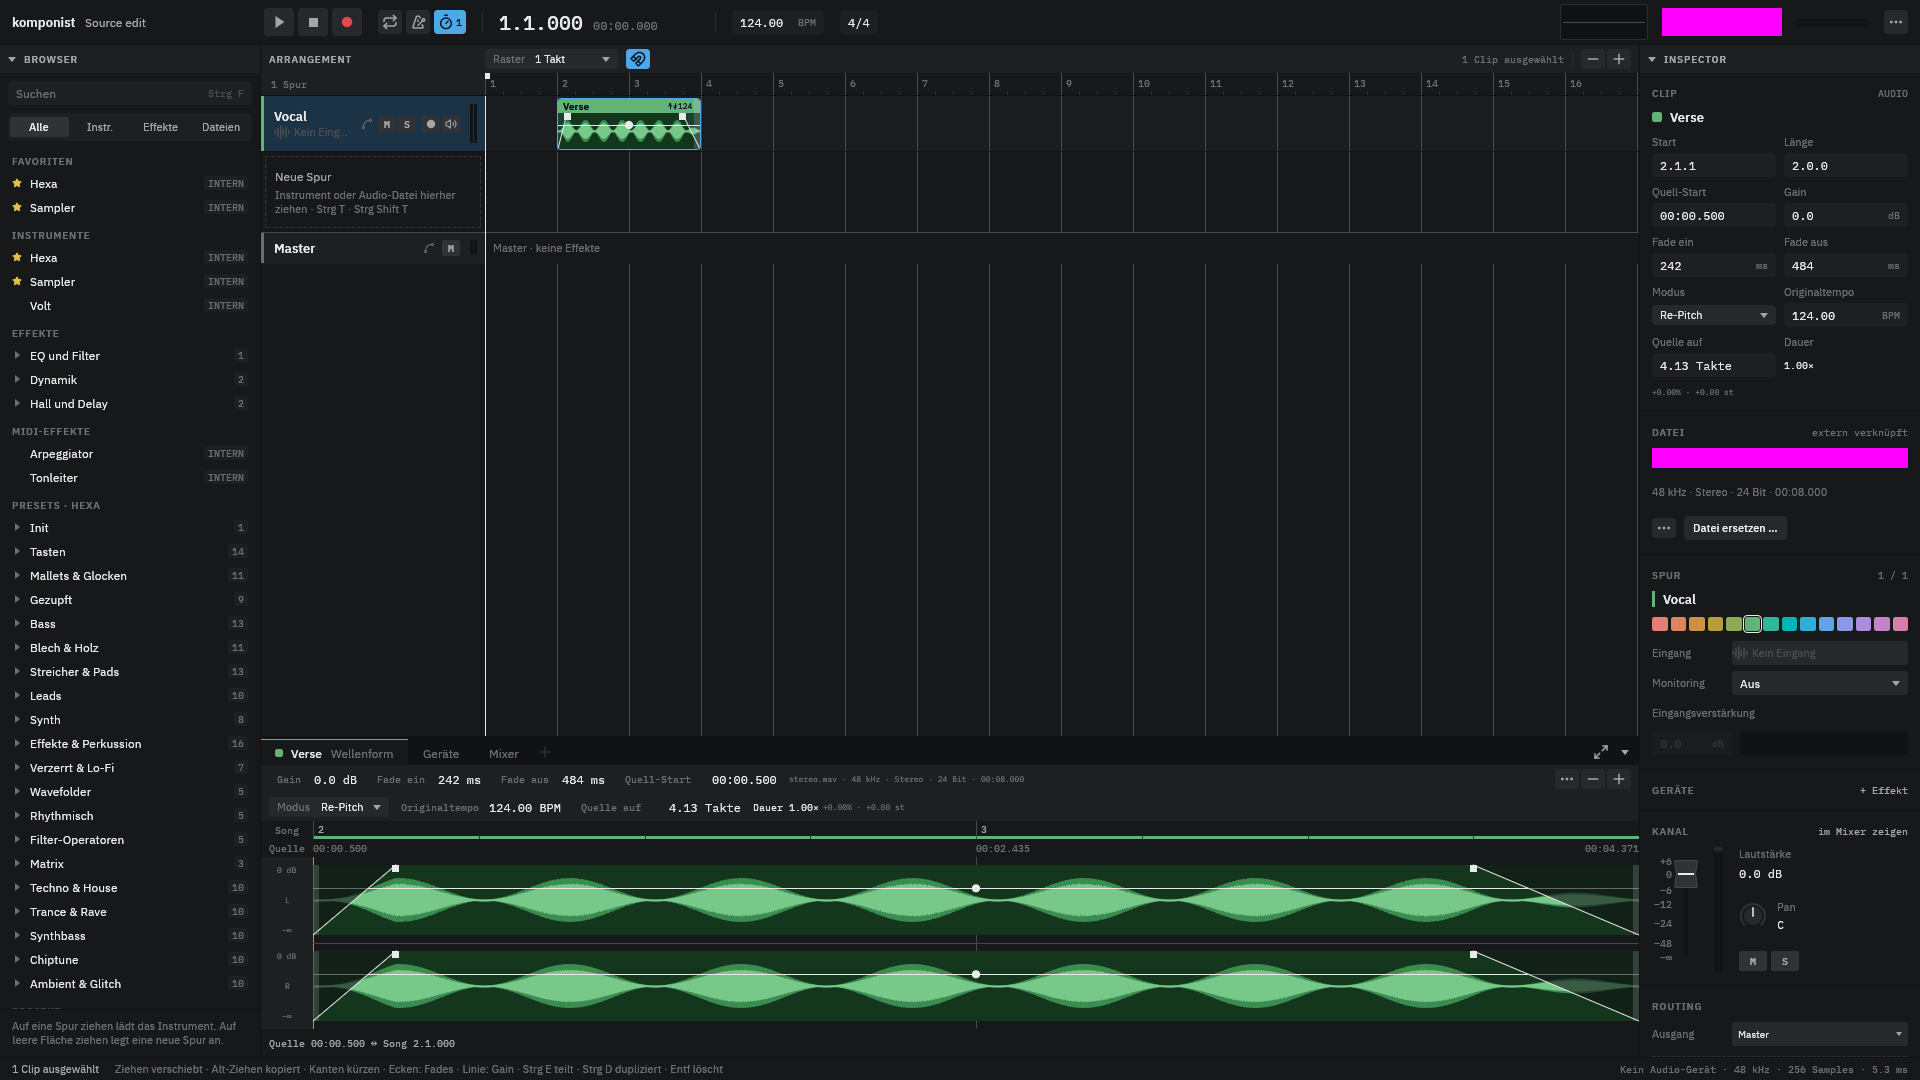 komponist Source edit
1
1.1.000 00:00.000
124.00 BPM
4/4
BROWSER
Suchen Strg F
Alle Instr. Effekte Dateien
FAVORITEN
Hexa INTERN
Sampler INTERN
INSTRUMENTE
Hexa INTERN
Sampler INTERN
Volt INTERN
EFFEKTE
EQ und Filter 1
Dynamik 2
Hall und Delay 2
MIDI-EFFEKTE
Arpeggiator INTERN
Tonleiter INTERN
PRESETS · HEXA
Init 1
Tasten 14
Mallets & Glocken 11
Gezupft 9
Bass 13
Blech & Holz 11
Streicher & Pads 13
Leads 10
Synth 8
Effekte & Perkussion 16
Verzerrt & Lo-Fi 7
Wavefolder 5
Rhythmisch 5
Filter-Operatoren 5
Matrix 3
Techno & House 10
Trance & Rave 10
Synthbass 10
Chiptune 10
Ambient & Glitch 10
Auf eine Spur ziehen lädt das Instrument. Auf
leere Fläche ziehen legt eine neue Spur an.
ARRANGEMENT
Raster 1 Takt
1 Clip ausgewählt
1 Spur
1 2 3 4 5 6 7 8 9 10 11 12 13 14 15 16
Vocal
Kein Eing...
M S
Verse 124
Neue Spur
Instrument oder Audio-Datei hierher
ziehen · Strg T · Strg Shift T
Master M
Master · keine Effekte
Verse Wellenform Geräte Mixer
Gain 0.0 dB Fade ein 242 ms Fade aus 484 ms Quell-Start 00:00.500 stereo.wav · 48 kHz · Stereo · 24 Bit · 00:08.000
Modus Re-Pitch Originaltempo 124.00 BPM Quelle auf 4.13 Takte Dauer 1.00× +0.00% · +0.00 st
Song 2 3
Quelle 00:00.500 00:02.435 00:04.371
0 dB
L
-∞
0 dB
R
-∞
Quelle 00:00.500 ⇔ Song 2.1.000
INSPECTOR
CLIP AUDIO
Verse
Start Länge
2.1.1 2.0.0
Quell-Start Gain
00:00.500 0.0 dB
Fade ein Fade aus
242 ms 484 ms
Modus Originaltempo
Re-Pitch 124.00 BPM
Quelle auf Dauer
4.13 Takte 1.00×
+0.00% · +0.00 st
DATEI extern verknüpft
48 kHz · Stereo · 24 Bit · 00:08.000
Datei ersetzen ...
SPUR 1 / 1
Vocal
Eingang Kein Eingang
Monitoring Aus
Eingangsverstärkung
0.0 dB
GERÄTE + Effekt
KANAL im Mixer zeigen
+6
0
-6
-12
-24
-48
-∞
Lautstärke
0.0 dB
Pan
C
M S
ROUTING
Ausgang Master
1 Clip ausgewählt Ziehen verschiebt · Alt-Ziehen kopiert · Kanten kürzen · Ecken: Fades · Linie: Gain · Strg E teilt · Strg D dupliziert · Entf löscht
Kein Audio-Gerät · 48 kHz · 256 Samples · 5.3 ms